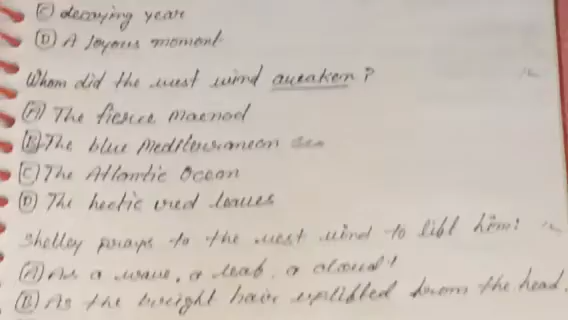 (C) decaying year
(D) A Joyous moment
Whom did the west wind awaken?
(A) The fierce Maenad
(B) The blue Mediterranean sea
(C) The Atlantic Ocean
(D) The hectic red leaves
Shelley prays to the west wind to lift him:
(A) As a wave, a leaf, a cloud!
(B) As the bright hair uplifted from the head.